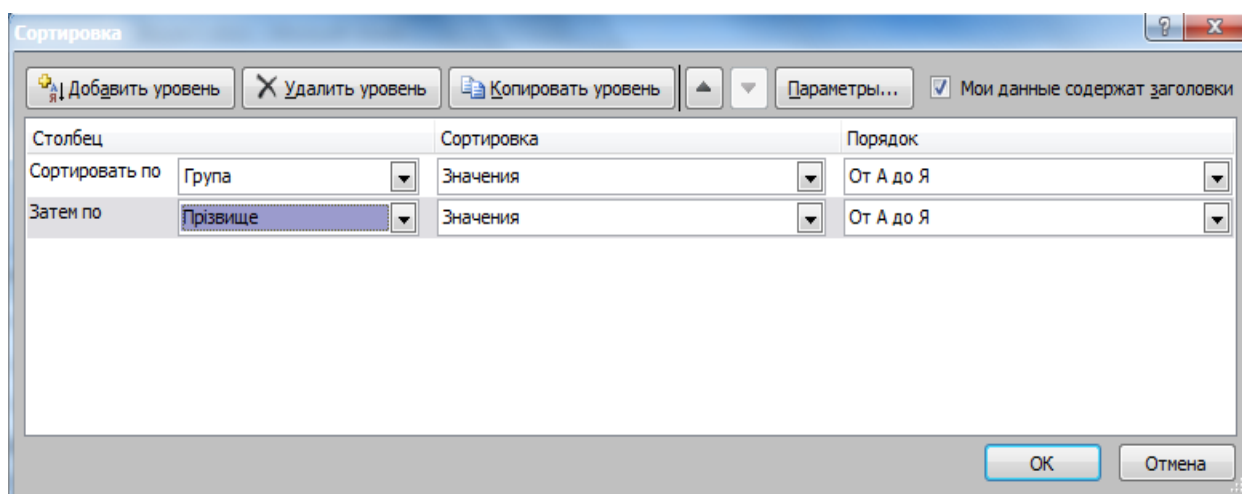 Сортировка
Добавить уровень Удалить уровень Копировать уровень Параметры... Мои данные содержат заголовки
Столбец Сортировка Порядок
Сортировать по Група Значения От А до Я
Затем по Прізвище Значения От А до Я
ОК Отмена